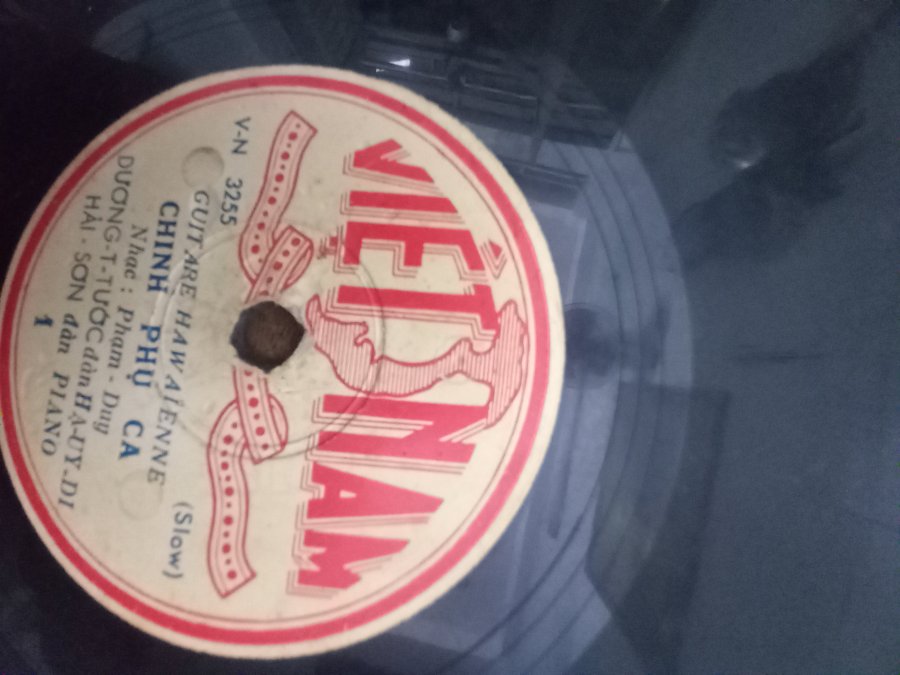 VIỆT NAM
V-N 3255
GUITARE HAWAÏENNE (Slow)
CHINH PHỤ CA
Nhạc : Phạm - Duy
DƯƠNG-T-TƯỚC đàn HẠ-UY-DI
HẢI - SƠN đàn PIANO
1